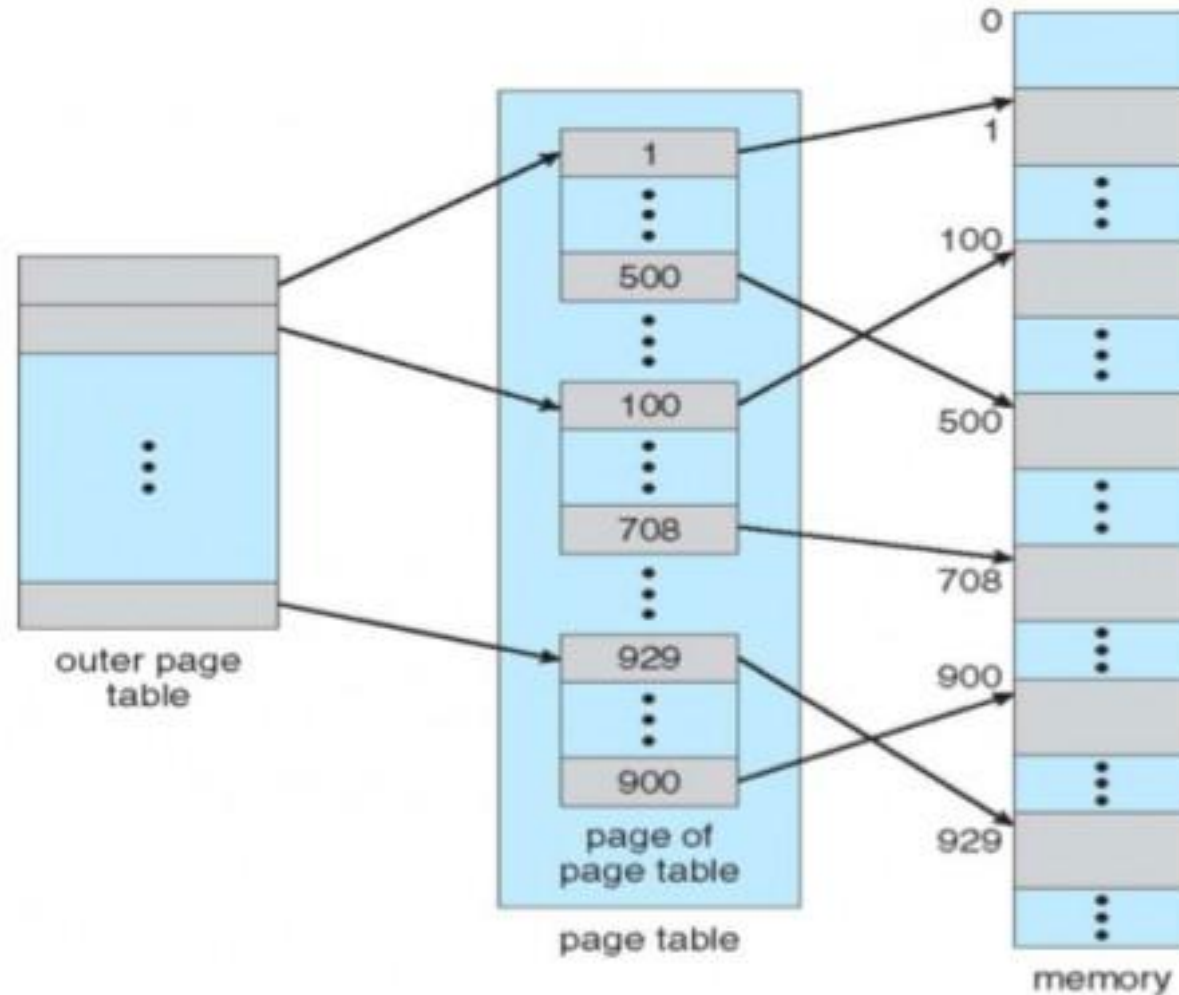 outer page
table
1
500
100
708
929
900
page of
page table
page table
0
1
100
500
708
900
929
memory